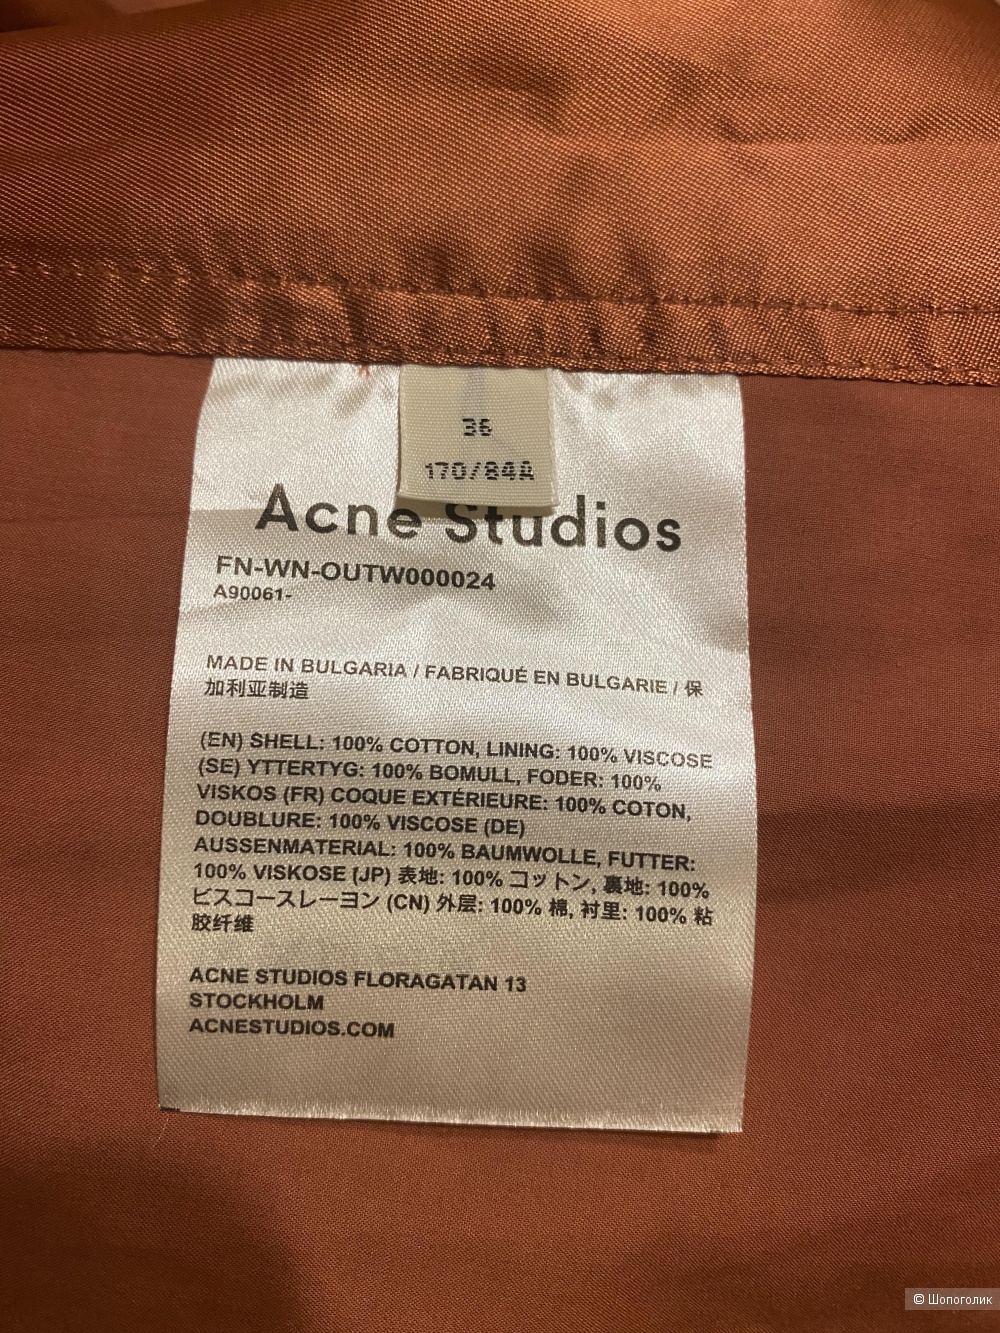 36
170/84A
Acne Studios
FN-WN-OUTW000024
A90061-
MADE IN BULGARIA / FABRIQUÉ EN BULGARIE / 保
加利亚制造
(EN) SHELL: 100% COTTON, LINING: 100% VISCOSE
(SE) YTTERTYG: 100% BOMULL, FODER: 100%
VISKOS (FR) COQUE EXTÉRIEURE: 100% COTON,
DOUBLURE: 100% VISCOSE (DE)
AUSSENMATERIAL: 100% BAUMWOLLE, FUTTER:
100% VISKOSE (JP) 表地: 100% コットン, 裏地: 100%
ビスコースレーヨン (CN) 外层: 100% 棉, 衬里: 100% 粘
胶纤维
ACNE STUDIOS FLORAGATAN 13
STOCKHOLM
ACNESTUDIOS.COM
© Шопоголик